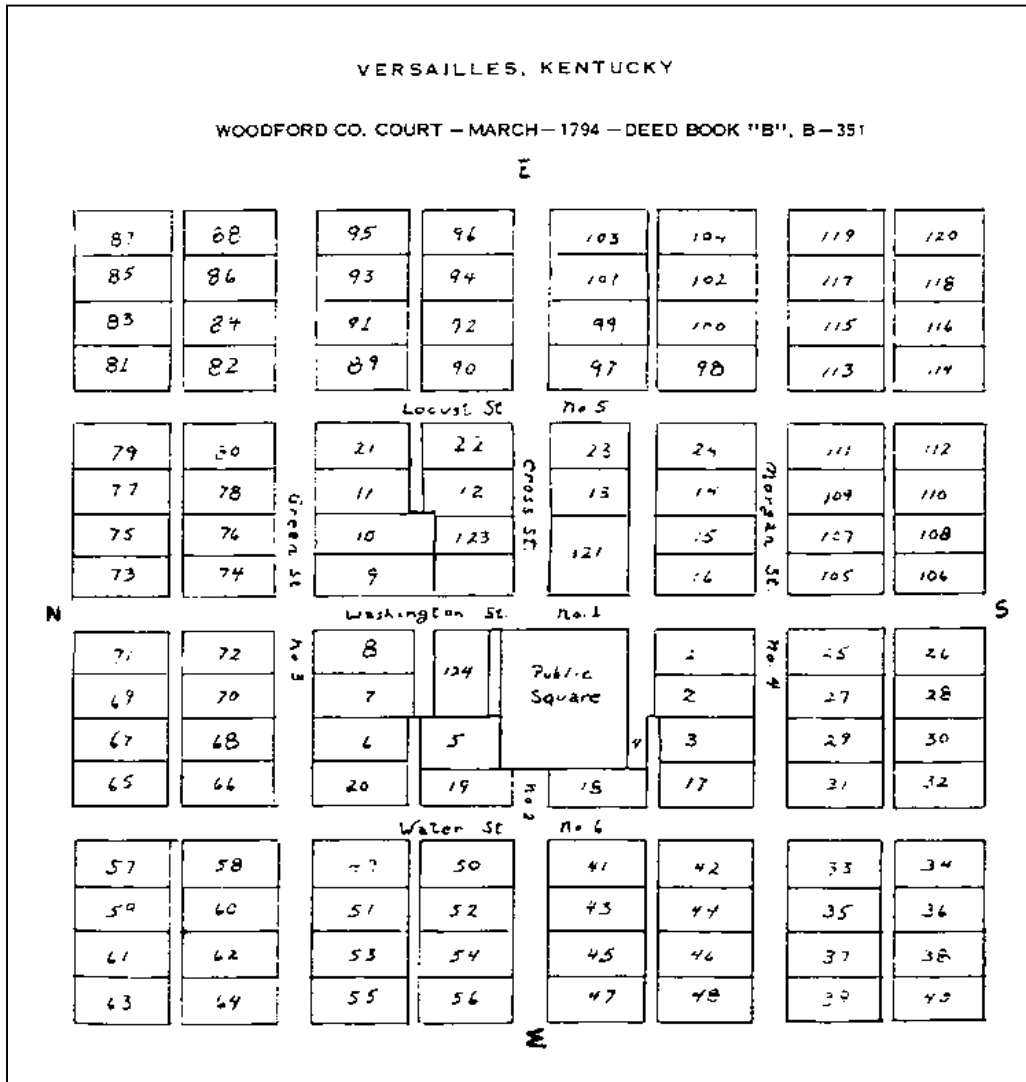 VERSAILLES, KENTUCKY
WOODFORD CO. COURT – MARCH – 1794 – DEED BOOK "B", B – 351
E
87 88 95 96 103 104 119 120
85 86 93 94 101 102 117 118
83 84 91 92 99 100 115 116
81 82 89 90 97 98 113 114
Locust St No 5
79 80 21 22 23 24 111 112
77 78 11 12 13 14 109 110
75 76 10 123 121 15 107 108
73 74 9 16 105 106
Green St
Cross St.
Morgan St.
N
S
Washington St. No. 1
No 3
No. 4
71 72 8 124 Public 1 25 26
69 70 7 Square 2 27 28
67 68 6 5 4 3 29 30
65 66 20 19 18 17 31 32
No 2
Water St No 6
57 58 50 41 42 33 34
59 60 51 52 43 44 35 36
61 62 53 54 45 46 37 38
63 64 55 56 47 48 39 40
W